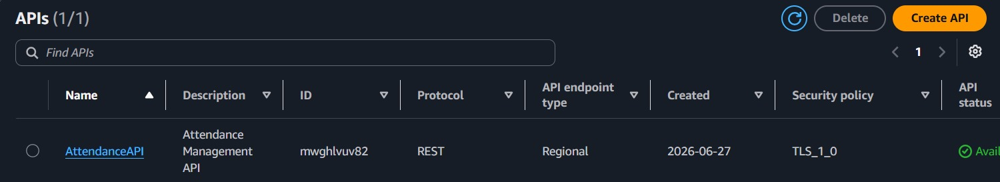 APIs (1/1)
Delete
Create API
Find APIs
1
Name
Description
ID
Protocol
API endpoint
type
Created
Security policy
API
status
AttendanceAPI
Attendance
Management
API
mwghlvuv82
REST
Regional
2026-06-27
TLS_1_0
Avail